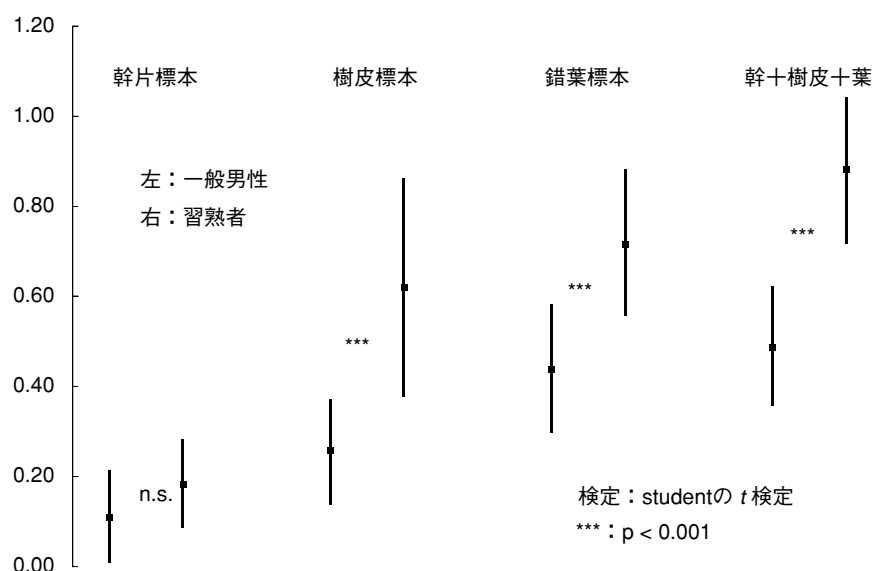 1.20
幹片標本 樹皮標本 錯葉標本 幹十樹皮十葉
1.00
左：一般男性
0.80
右：習熟者
***
0.60
***
***
0.40
0.20
n.s.
検定：studentの t 検定
***：p < 0.001
0.00